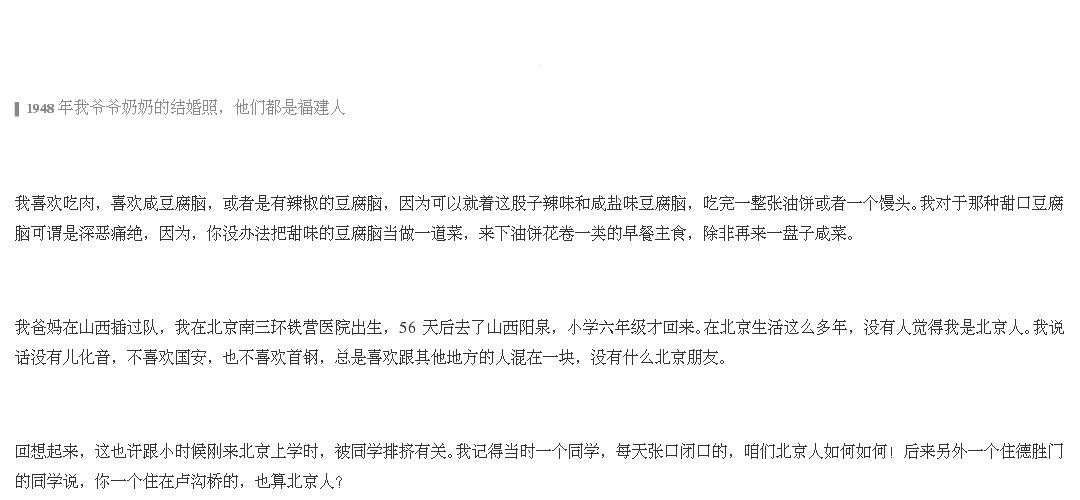 1948 年我爷爷奶奶的结婚照，他们都是福建人
我喜欢吃肉，喜欢咸豆腐脑，或者是有辣椒的豆腐脑，因为可以就着这股子辣味和咸盐味豆腐脑，吃完一整张油饼或者一个馒头。我对于那种甜口豆腐
脑可谓是深恶痛绝，因为，你没办法把甜味的豆腐脑当做一道菜，来下油饼花卷一类的早餐主食，除非再来一盘子咸菜。
我爸妈在山西插过队，我在北京南三环铁营医院出生，56 天后去了山西阳泉，小学六年级才回来。在北京生活这么多年，没有人觉得我是北京人。我说
话没有儿化音，不喜欢国安，也不喜欢首钢，总是喜欢跟其他地方的人混在一块，没有什么北京朋友。
回想起来，这也许跟小时候刚来北京上学时，被同学排挤有关。我记得当时一个同学，每天张口闭口的，咱们北京人如何如何！后来另外一个住德胜门
的同学说，你一个住在卢沟桥的，也算北京人？